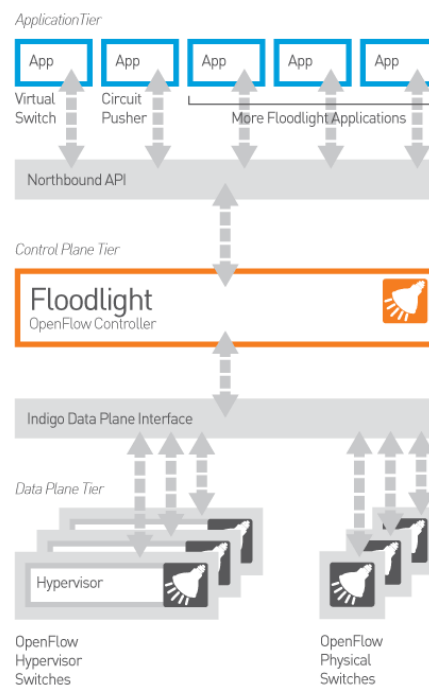 ApplicationTier
App
App
App
App
App
Virtual
Switch
Circuit
Pusher
More Floodlight Applications
Northbound API
Control Plane Tier
Floodlight
OpenFlow Controller
Indigo Data Plane Interface
Data Plane Tier
Hypervisor
OpenFlow
Hypervisor
Switches
OpenFlow
Physical
Switches